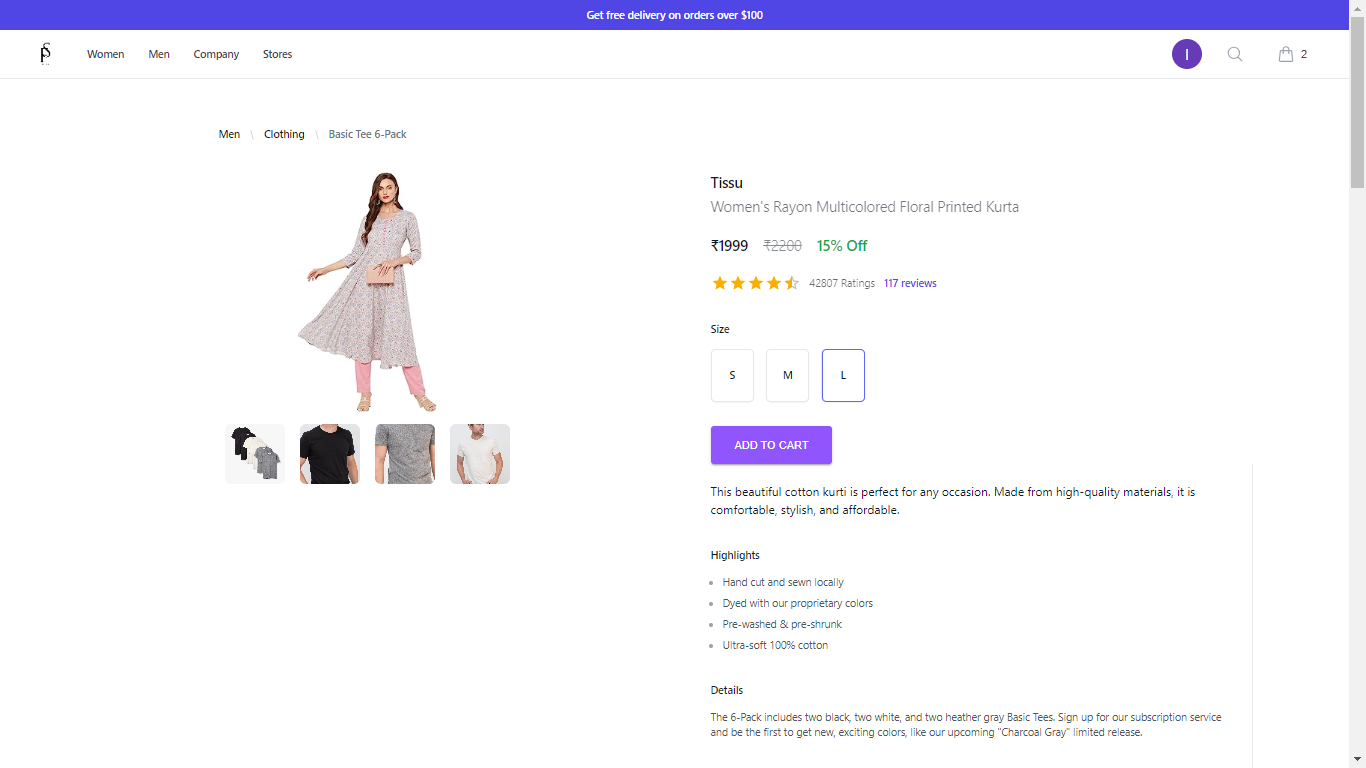 Get free delivery on orders over $100
Women Men Company Stores I 2
Men \ Clothing \ Basic Tee 6-Pack
Tissu
Women's Rayon Multicolored Floral Printed Kurta
₹1999 ₹2200 15% Off
42807 Ratings 117 reviews
Size
S M L
ADD TO CART
This beautiful cotton kurti is perfect for any occasion. Made from high-quality materials, it is
comfortable, stylish, and affordable.
Highlights
• Hand cut and sewn locally
• Dyed with our proprietary colors
• Pre-washed & pre-shrunk
• Ultra-soft 100% cotton
Details
The 6-Pack includes two black, two white, and two heather gray Basic Tees. Sign up for our subscription service
and be the first to get new, exciting colors, like our upcoming "Charcoal Gray" limited release.